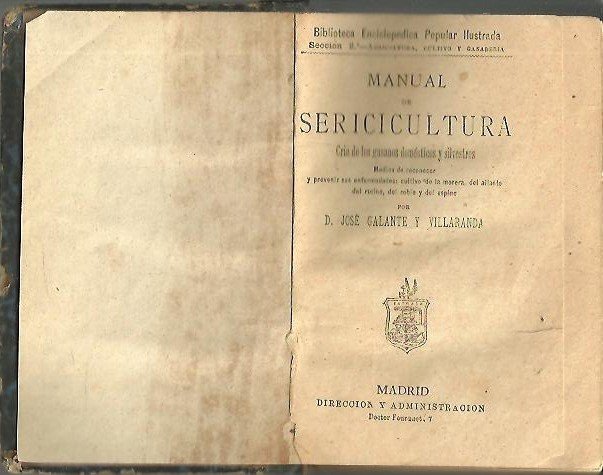 Biblioteca Enciclopédica Popular Ilustrada
Sección 2.ª—AGRICULTURA, CULTIVO Y GANADERÍA
MANUAL
DE
SERICICULTURA
Cría de los gusanos domésticos y silvestres
Medios de reconocer
y prevenir sus enfermedades: cultivo de la morera, del ailanto
del ricino, del roble y del espino
POR
D. JOSÉ GALANTE Y VILLARANDA
MADRID
DIRECCION Y ADMINISTRACION
Doctor Fourquet, 7